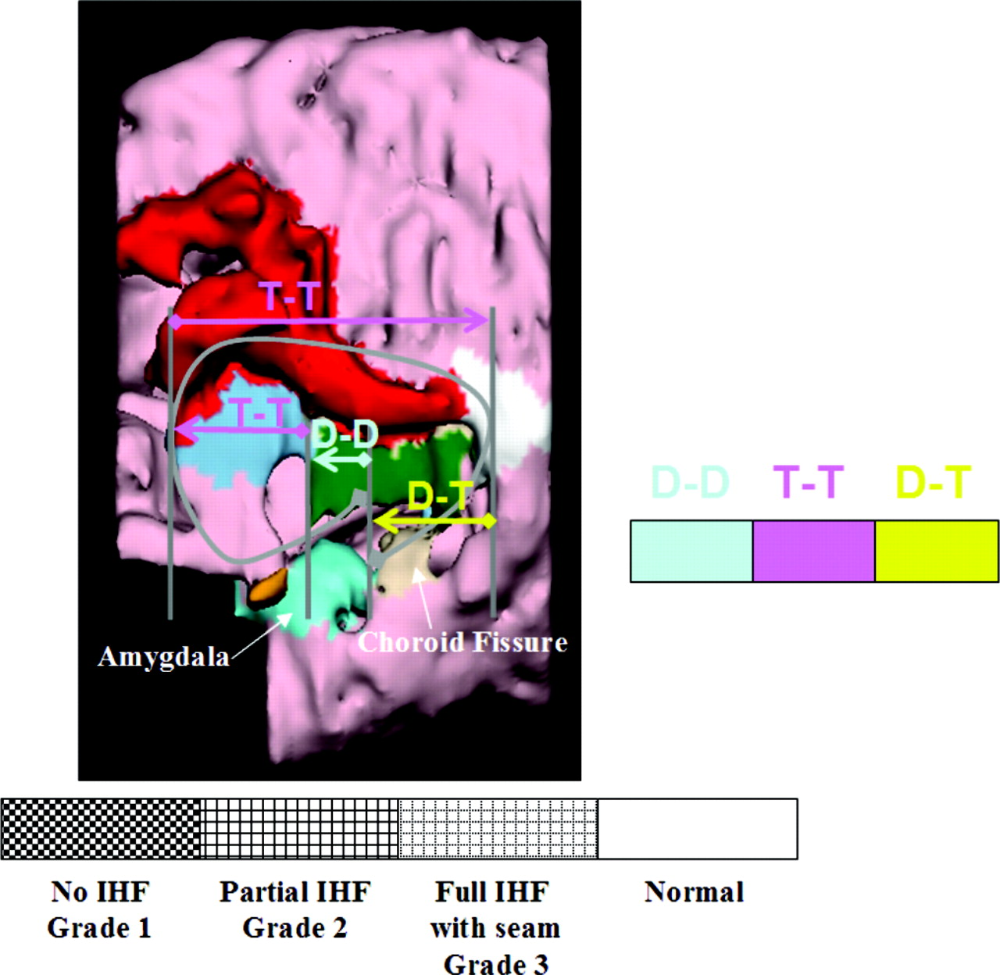 T-T
T-T
D-D
D-T
Amygdala
Choroid Fissure
D-D T-T D-T
No IHF Partial IHF Full IHF Normal
Grade 1 Grade 2 with seam
Grade 3